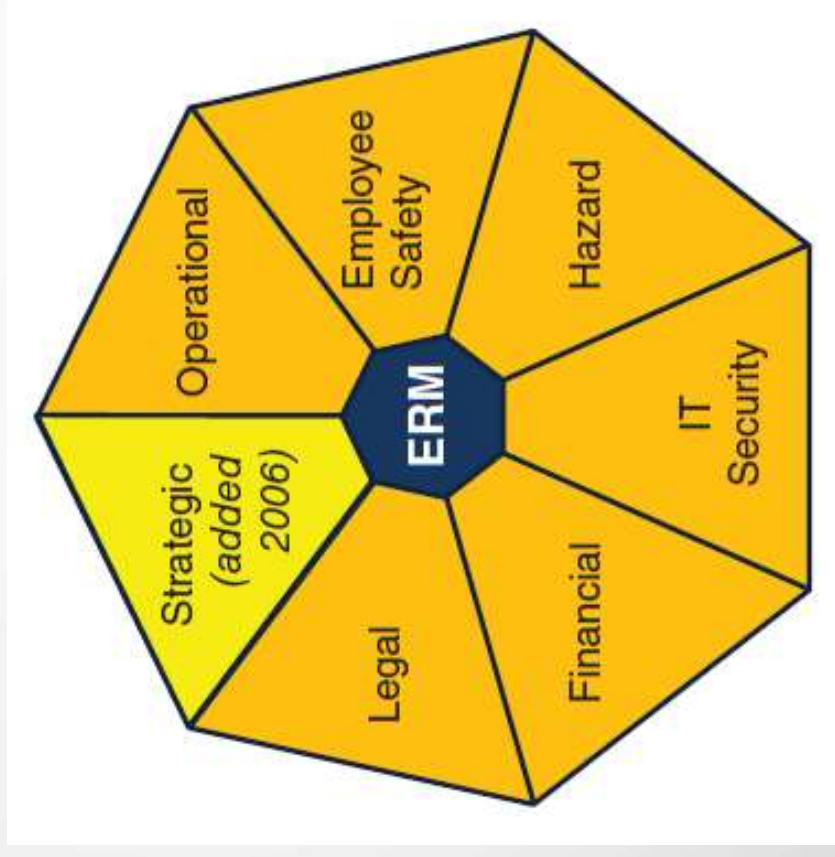 Strategic
(added
2006)
Operational
Employee
Safety
Hazard
IT
Security
Financial
Legal
ERM